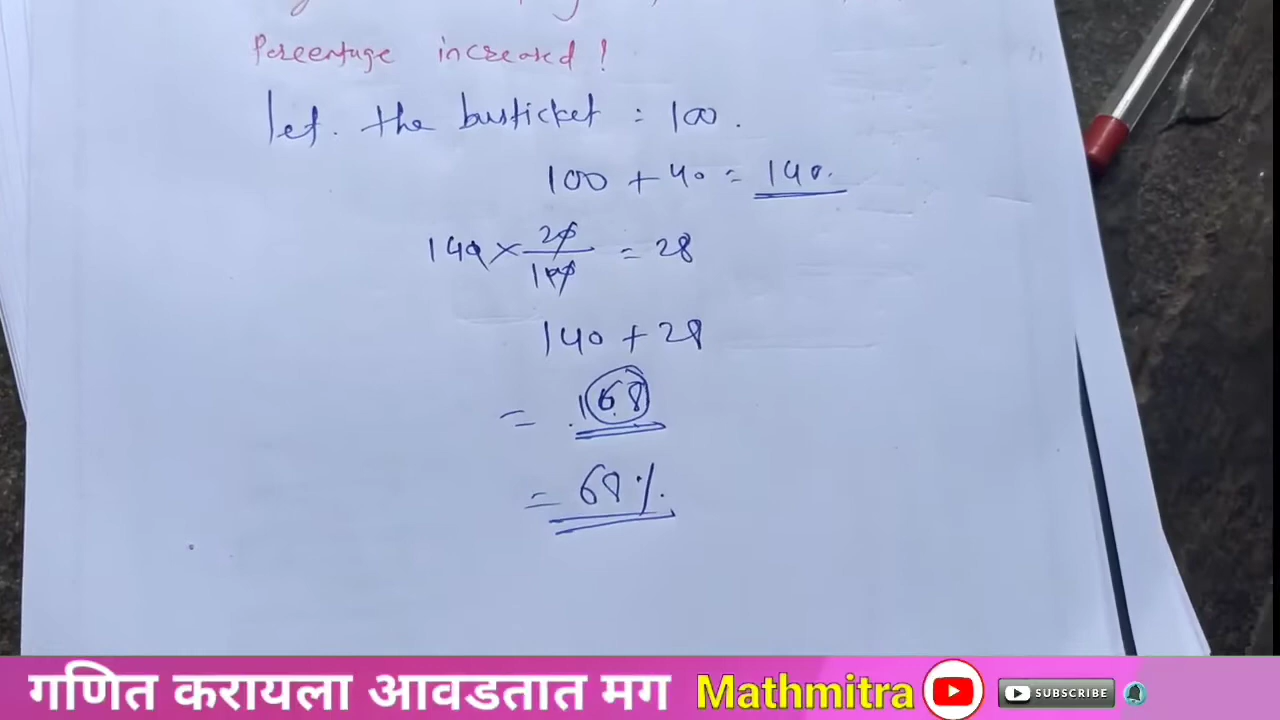 Percentage increased !
let. the busticket = 100.
100 + 40 = 140.
140 × 20/100 = 28
140 + 28
= 168
= 68%
गणित करायला आवडतात मग Mathmitra SUBSCRIBE